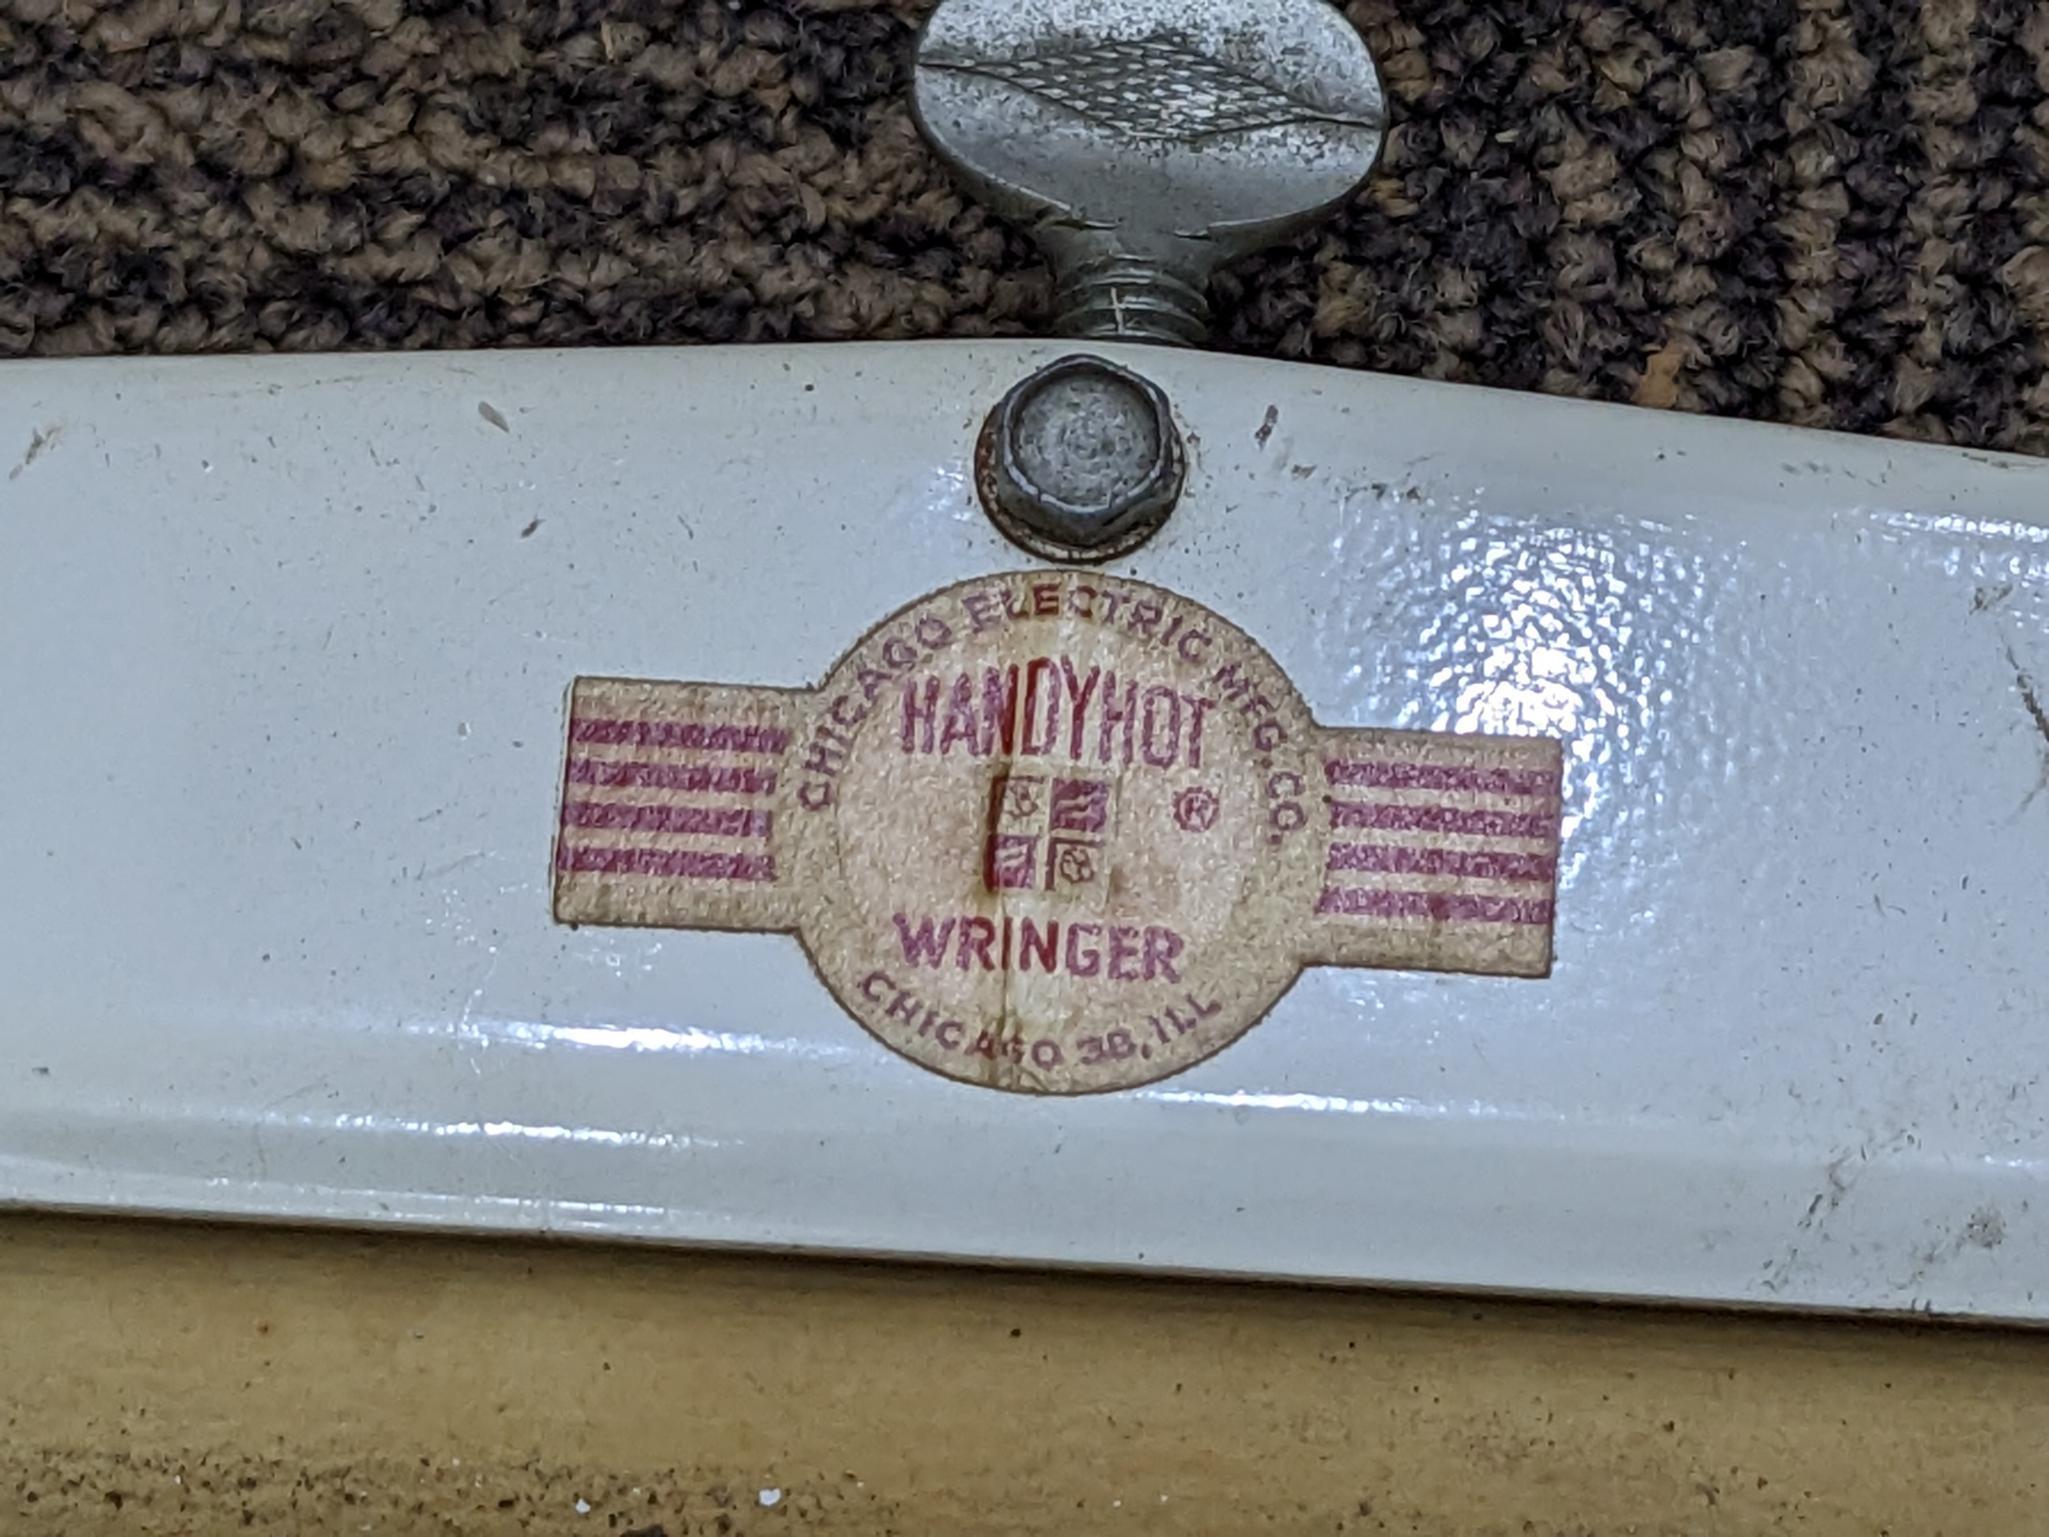 CHICAGO ELECTRIC MFG. CO.
HANDYHOT
®
WRINGER
CHICAGO 38, ILL